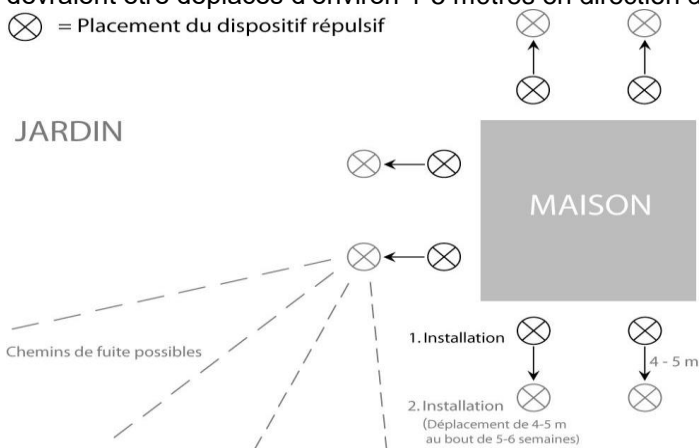 devraient être déplacés d'environ 4-5 mètres en direction d
= Placement du dispositif répulsif
JARDIN
MAISON
Chemins de fuite possibles
1. Installation
4 - 5 m
2. Installation
(Déplacement de 4-5 m
au bout de 5-6 semaines)